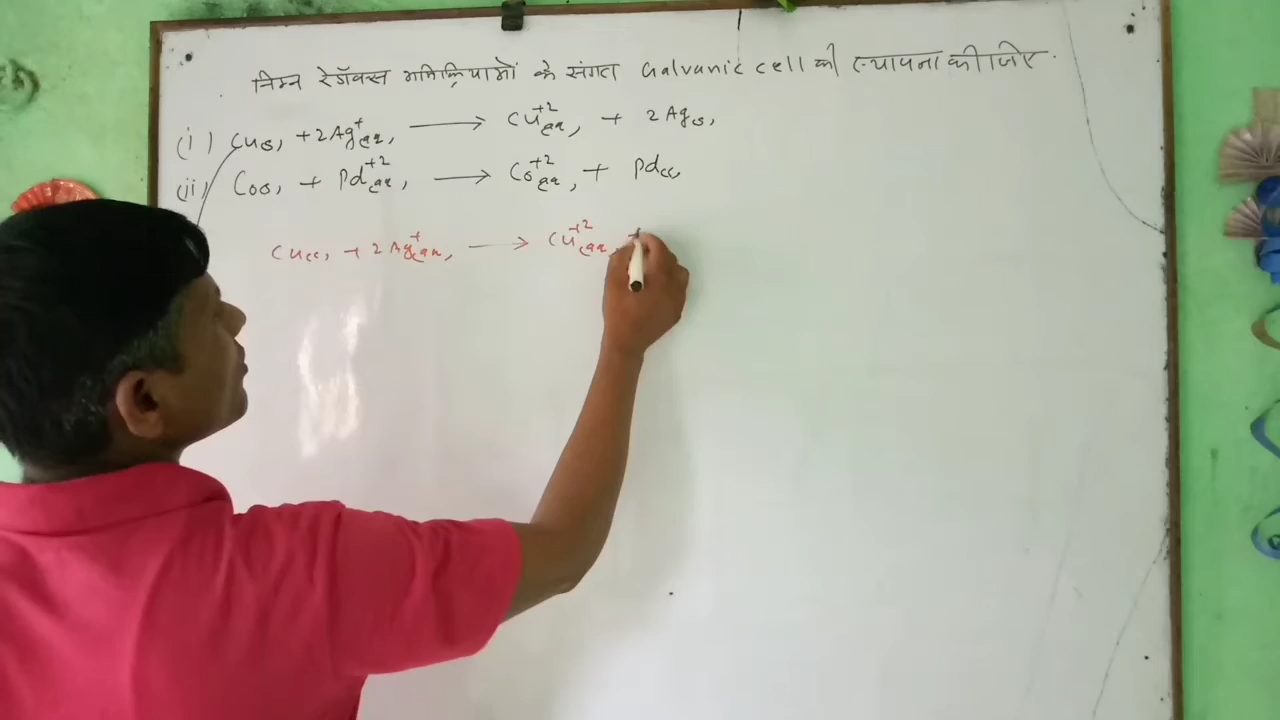 निम्न रेडॉक्स अभिक्रियाओं के संगत Galvanic cell की स्थापना कीजिए.
(i) Cu(s) + 2Ag⁺(aq) ⟶ Cu⁺²(aq) + 2Ag(s)
(ii) Co(s) + Pd⁺²(aq) ⟶ Co⁺²(aq) + Pd(s)
Cu(s) + 2Ag⁺(aq) ⟶ Cu⁺²(aq) +